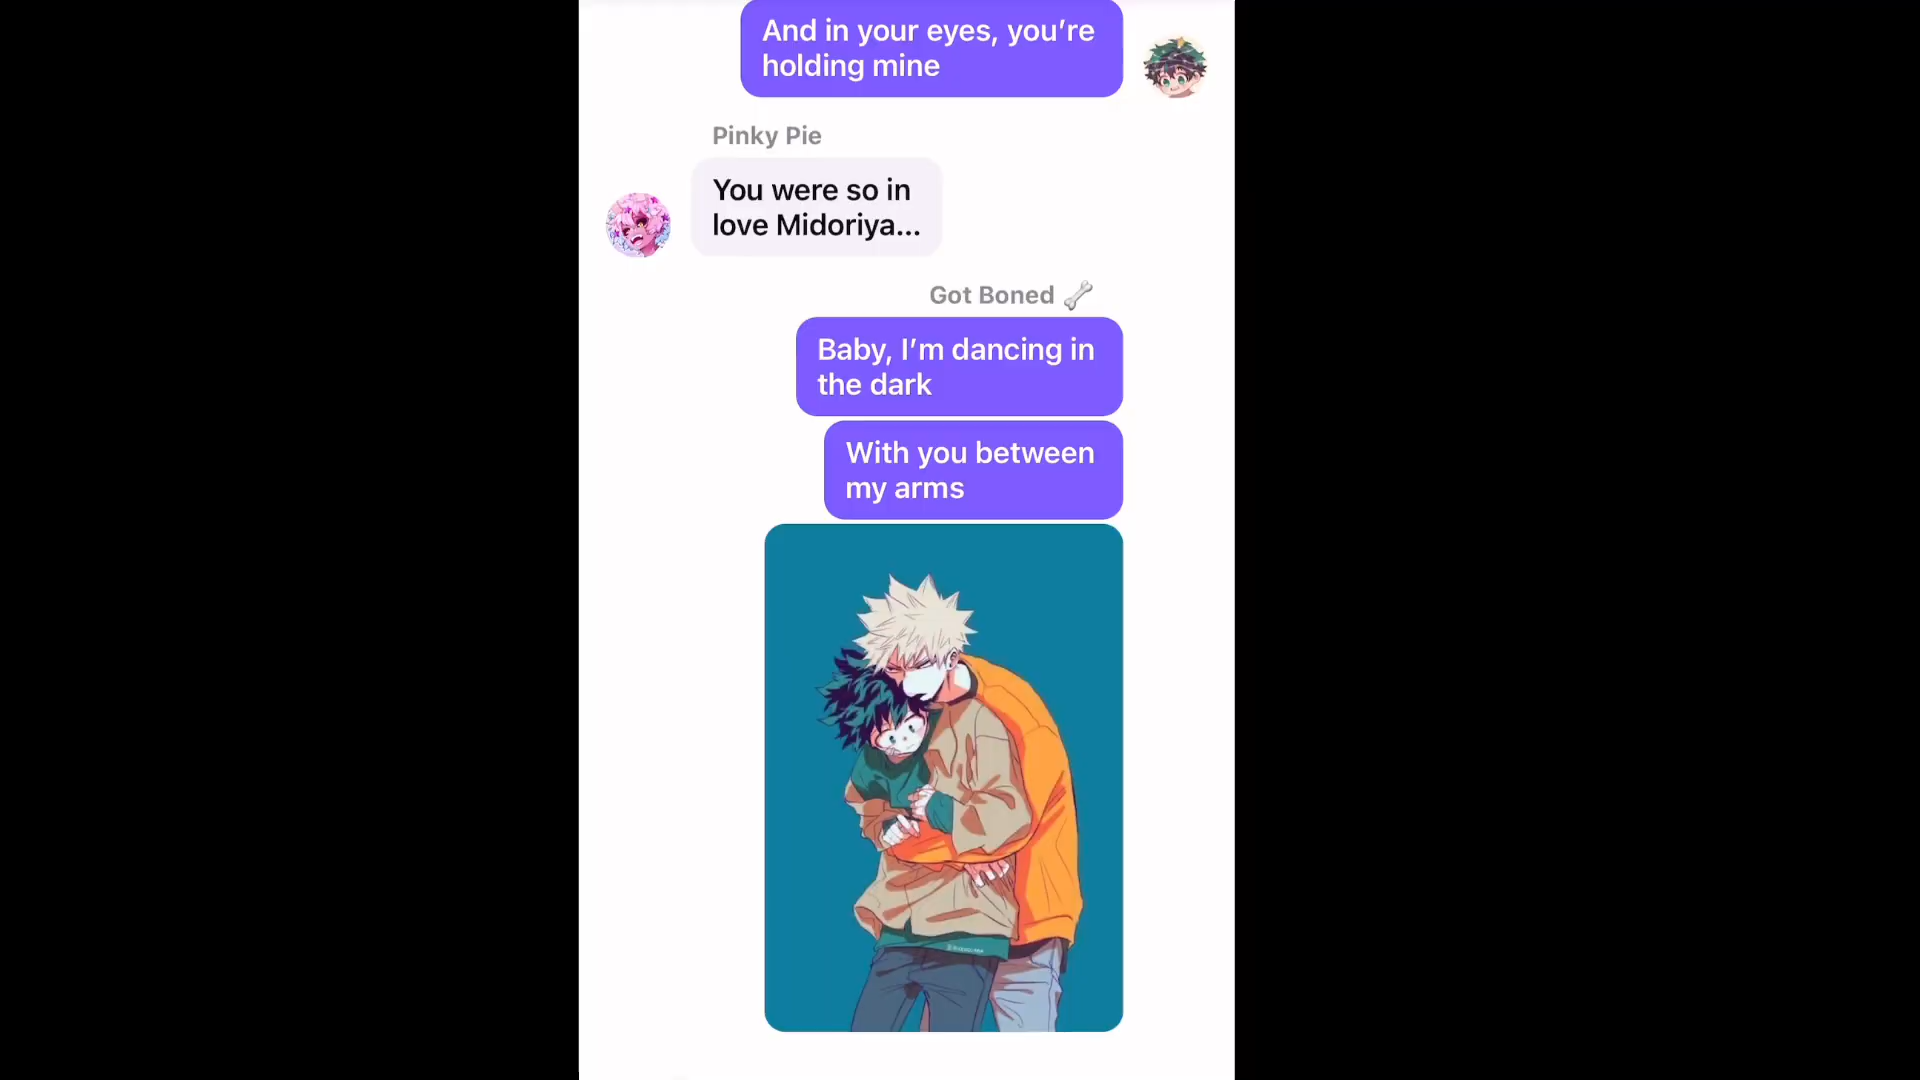 And in your eyes, you’re
holding mine
Pinky Pie
You were so in
love Midoriya...
Got Boned 🦴
Baby, I’m dancing in
the dark
With you between
my arms